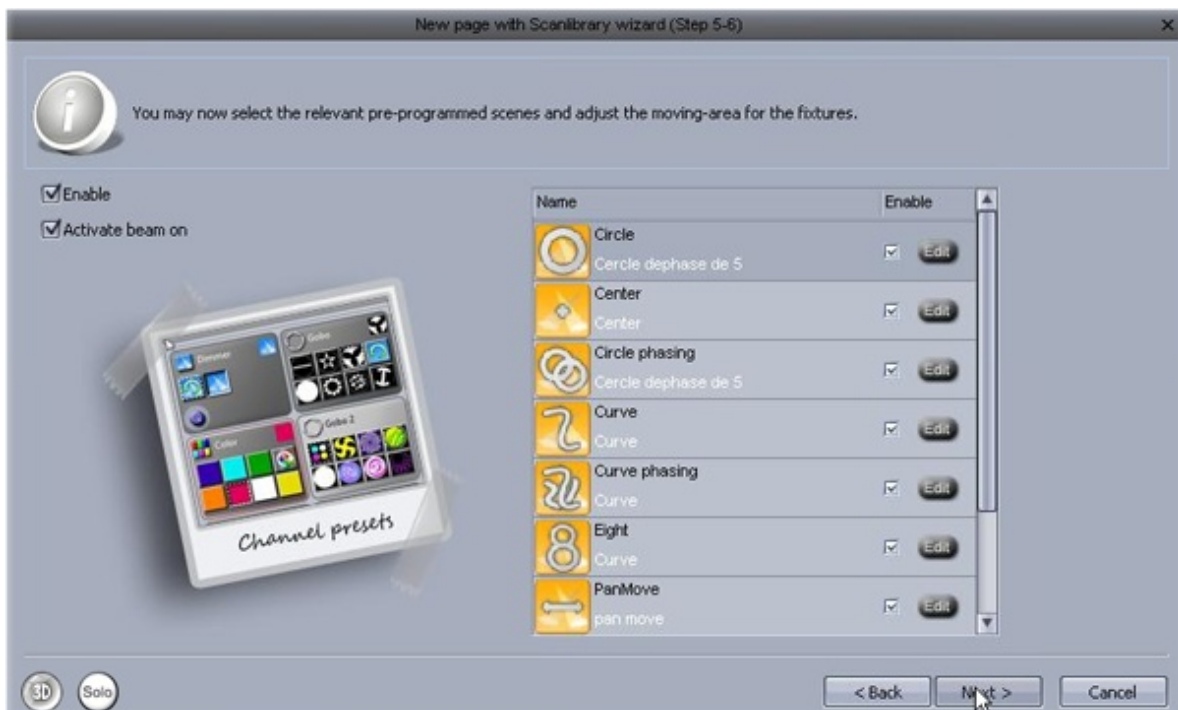 New page with Scanlibrary wizard (Step 5-6)
You may now select the relevant pre-programmed scenes and adjust the moving-area for the fixtures.
Enable
Activate beam on
Dimmer
Gobo
Color
Gobo 2
Channel presets
Name Enable
Circle
Cercle dephase de 5
Edit
Center
Center
Edit
Circle phasing
Cercle dephase de 5
Edit
Curve
Curve
Edit
Curve phasing
Curve
Edit
Eight
Curve
Edit
PanMove
pan move
Edit
3D Solo
< Back Next > Cancel